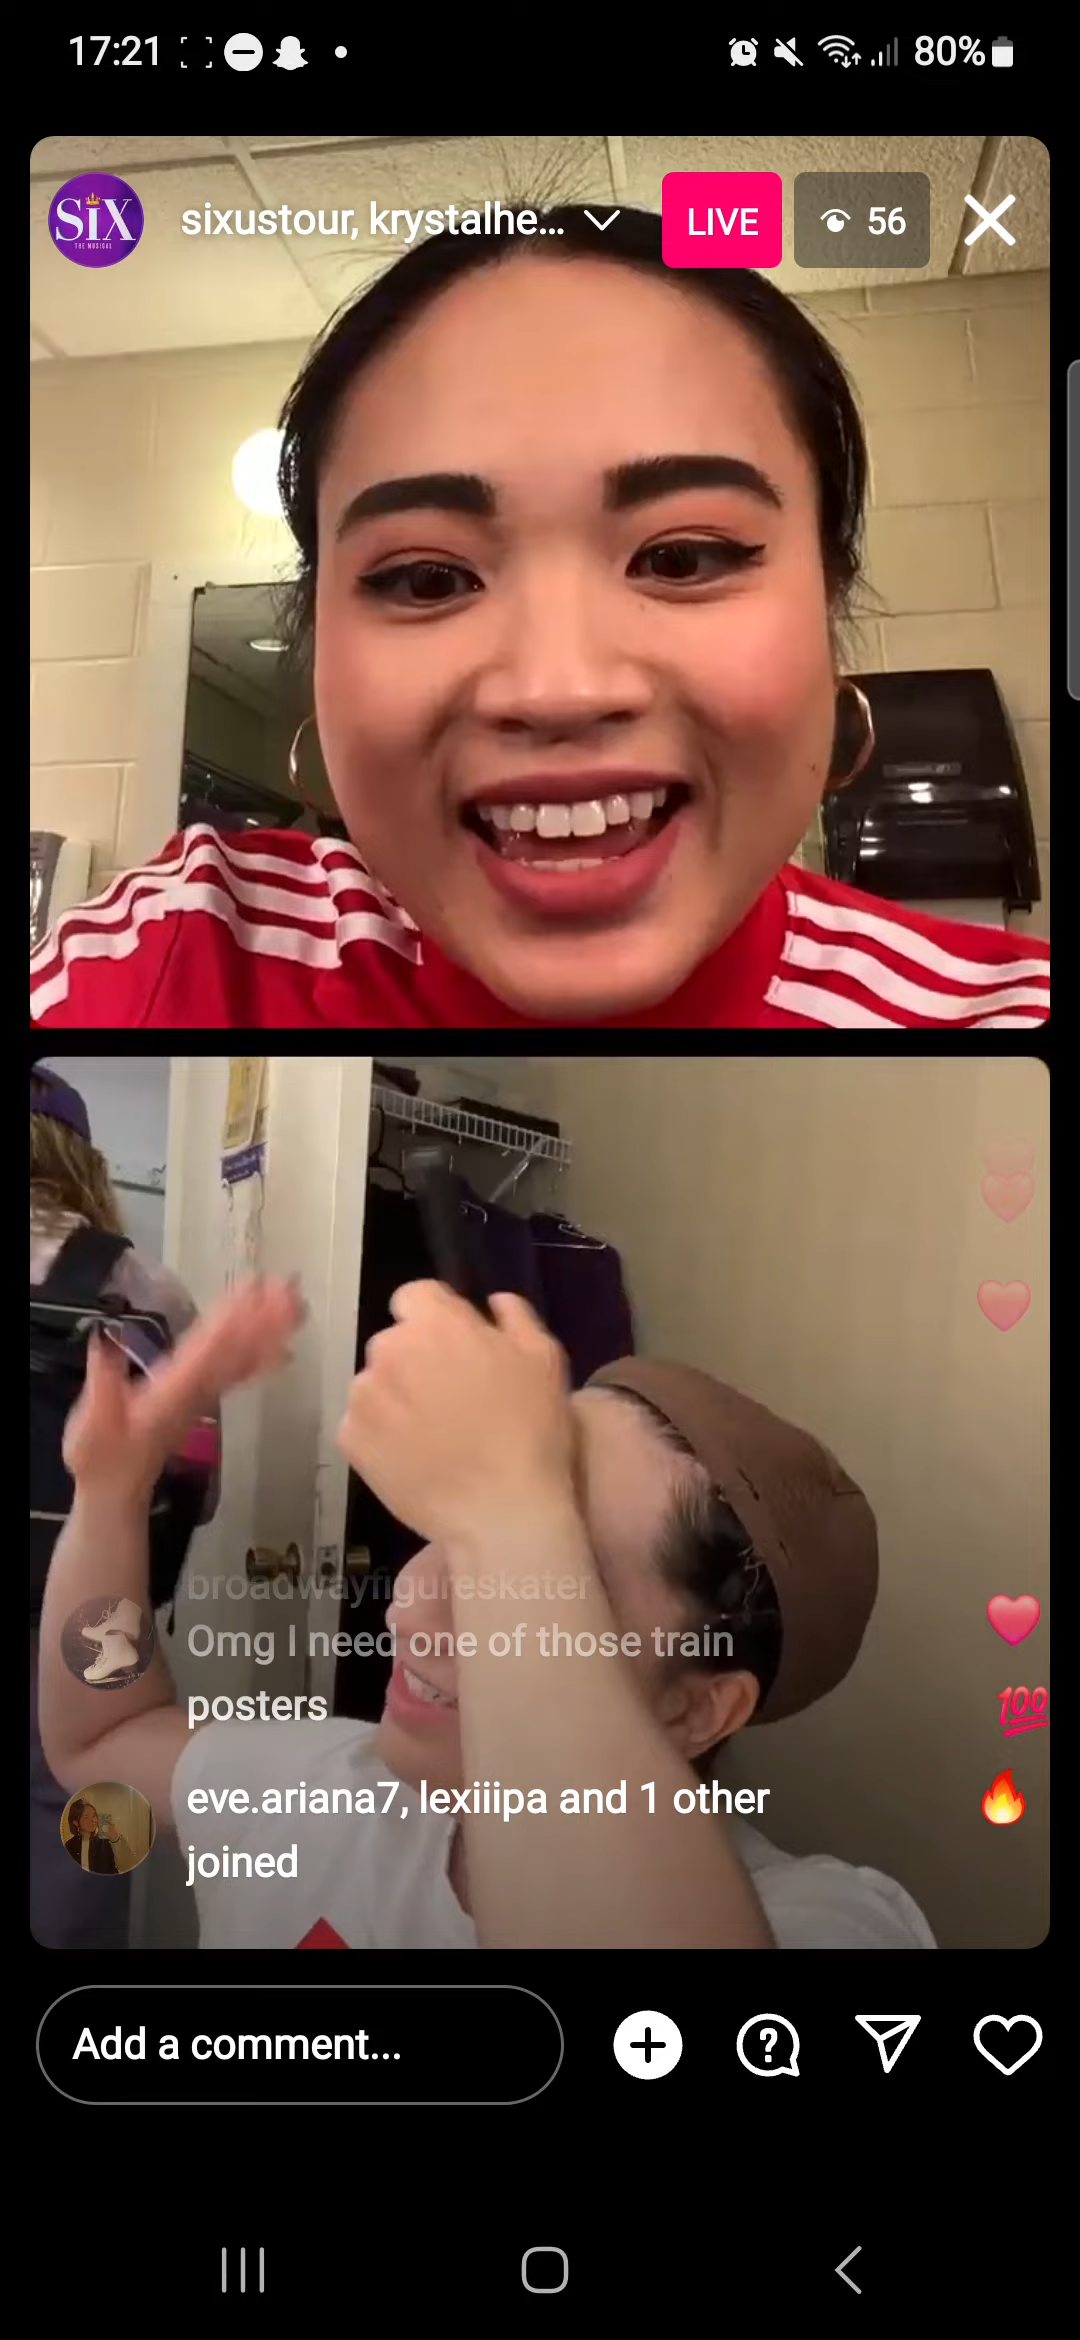 17:21
80%
SIX
THE MUSICAL
sixustour, krystalhe...
LIVE
56
broadwayfigureskater
Omg I need one of those train
posters
100
eve.ariana7, lexiiipa and 1 other
joined
Add a comment...